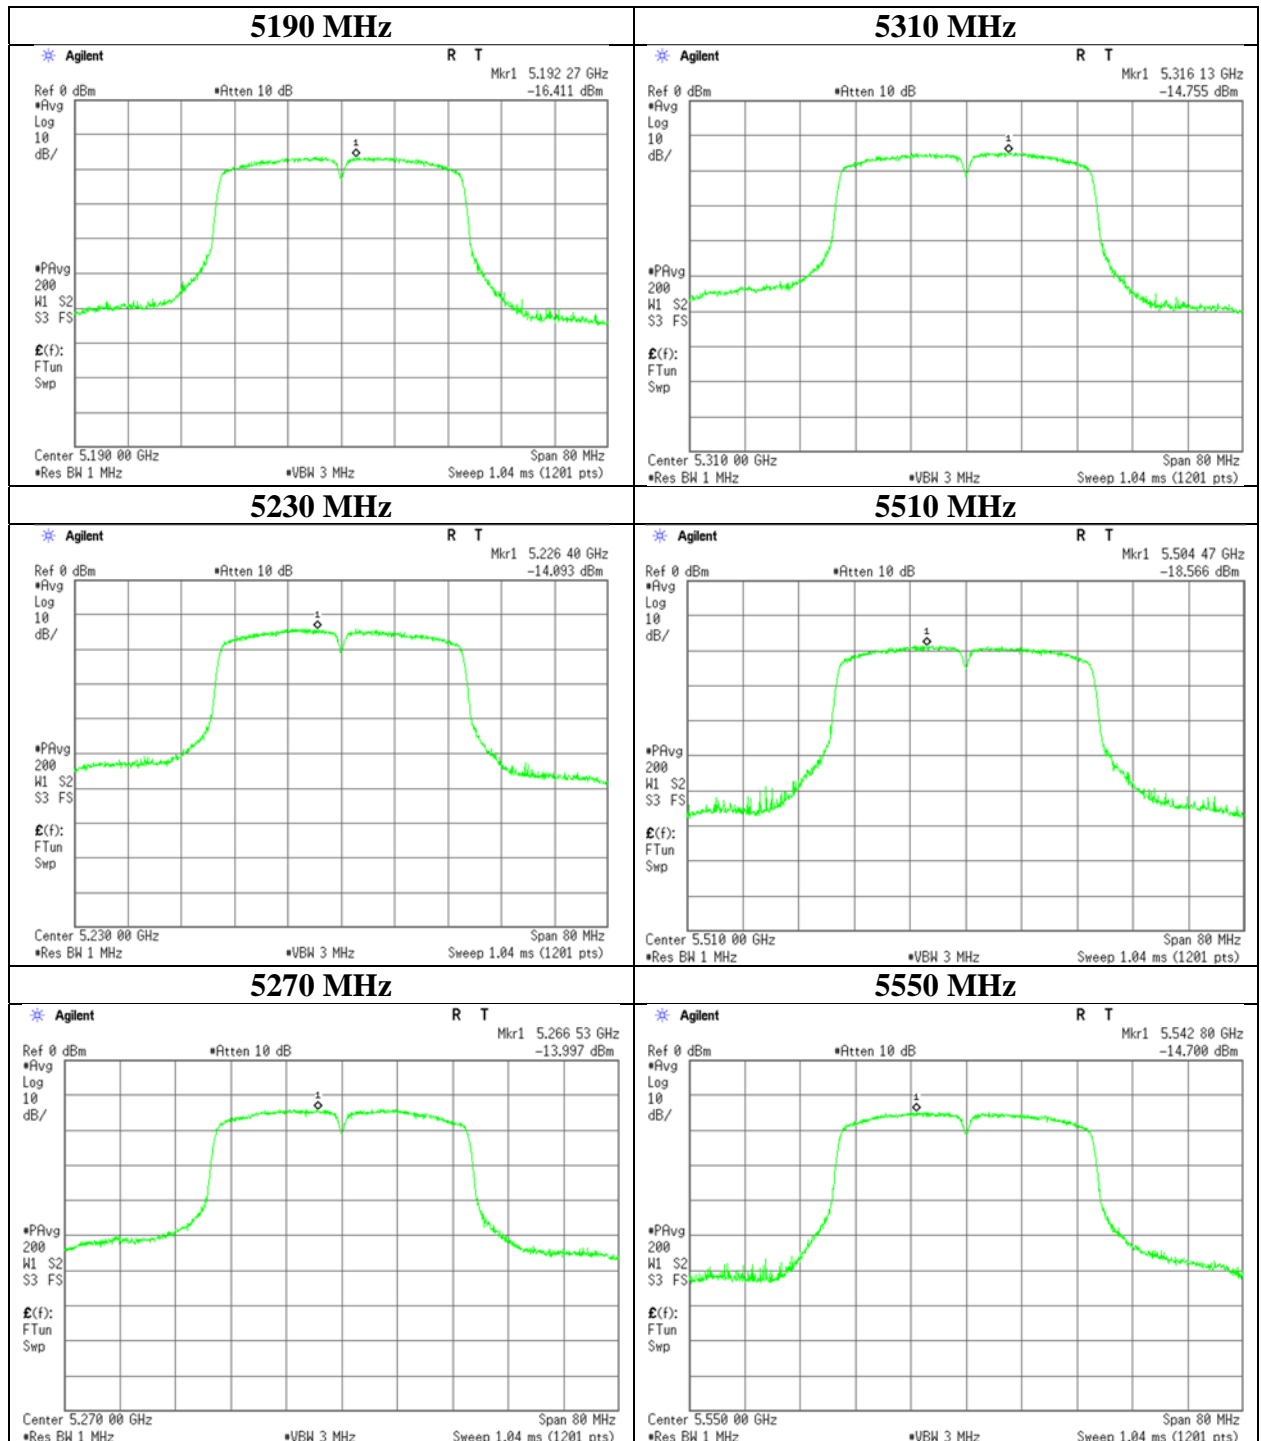 5190 MHz
Agilent
R T
Mkr1 5.192 27 GHz
Ref 0 dBm
*Atten 10 dB
-16.411 dBm
*Avg
Log
10
dB/
1
*PAvg
200
W1 S2
S3 FS
£(f):
FTun
Swp
Center 5.190 00 GHz
Span 80 MHz
*Res BW 1 MHz
*VBW 3 MHz
Sweep 1.04 ms (1201 pts)
5310 MHz
Agilent
R T
Mkr1 5.316 13 GHz
Ref 0 dBm
*Atten 10 dB
-14.755 dBm
*Avg
Log
10
dB/
1
*PAvg
200
W1 S2
S3 FS
£(f):
FTun
Swp
Center 5.310 00 GHz
Span 80 MHz
*Res BW 1 MHz
*VBW 3 MHz
Sweep 1.04 ms (1201 pts)
5230 MHz
Agilent
R T
Mkr1 5.226 40 GHz
Ref 0 dBm
*Atten 10 dB
-14.093 dBm
*Avg
Log
10
dB/
1
*PAvg
200
W1 S2
S3 FS
£(f):
FTun
Swp
Center 5.230 00 GHz
Span 80 MHz
*Res BW 1 MHz
*VBW 3 MHz
Sweep 1.04 ms (1201 pts)
5510 MHz
Agilent
R T
Mkr1 5.504 47 GHz
Ref 0 dBm
*Atten 10 dB
-18.566 dBm
*Avg
Log
10
dB/
1
*PAvg
200
W1 S2
S3 FS
£(f):
FTun
Swp
Center 5.510 00 GHz
Span 80 MHz
*Res BW 1 MHz
*VBW 3 MHz
Sweep 1.04 ms (1201 pts)
5270 MHz
Agilent
R T
Mkr1 5.266 53 GHz
Ref 0 dBm
*Atten 10 dB
-13.997 dBm
*Avg
Log
10
dB/
1
*PAvg
200
W1 S2
S3 FS
£(f):
FTun
Swp
Center 5.270 00 GHz
Span 80 MHz
*Res BW 1 MHz
*VBW 3 MHz
Sweep 1.04 ms (1201 pts)
5550 MHz
Agilent
R T
Mkr1 5.542 80 GHz
Ref 0 dBm
*Atten 10 dB
-14.700 dBm
*Avg
Log
10
dB/
1
*PAvg
200
W1 S2
S3 FS
£(f):
FTun
Swp
Center 5.550 00 GHz
Span 80 MHz
*Res BW 1 MHz
*VBW 3 MHz
Sweep 1.04 ms (1201 pts)